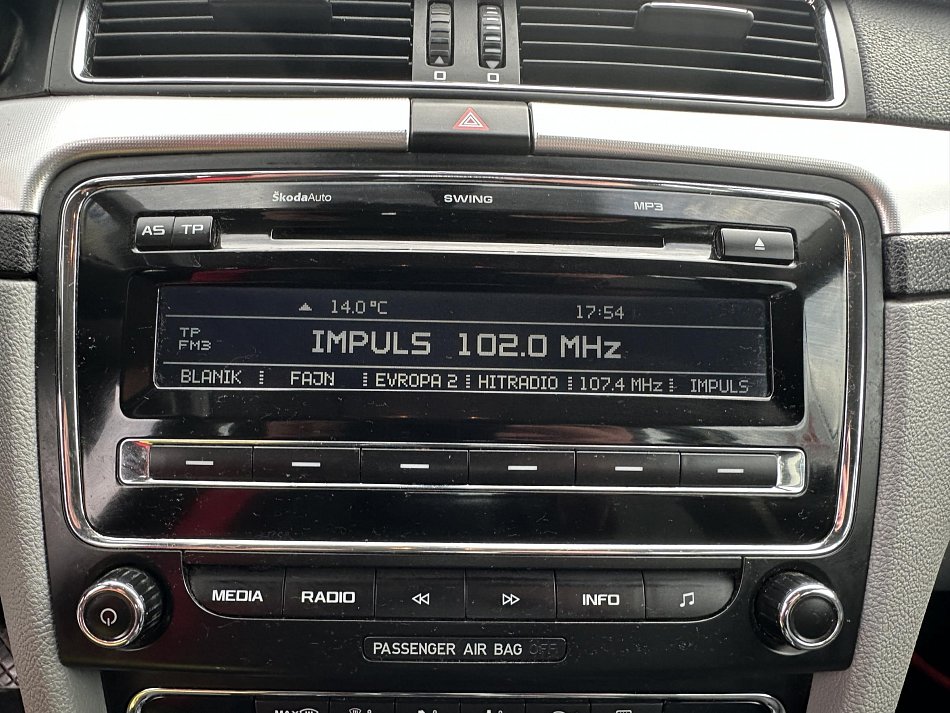 ŠkodaAuto SWING MP3
AS TP
14.0°C 17:54
TP
FM3
IMPULS 102.0 MHz
BLANIK FAJN EVROPA 2 HITRADIO 107.4 MHz IMPULS
MEDIA RADIO INFO
PASSENGER AIR BAG OFF
MAX